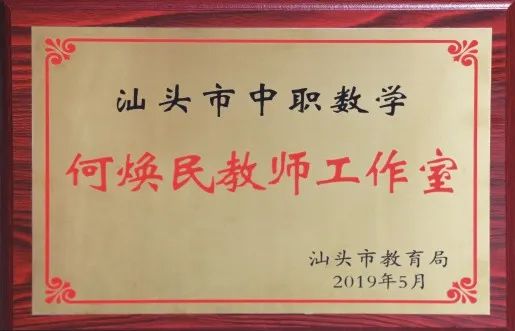 汕头市中职数学
何焕民教师工作室
汕头市教育局
2019年5月